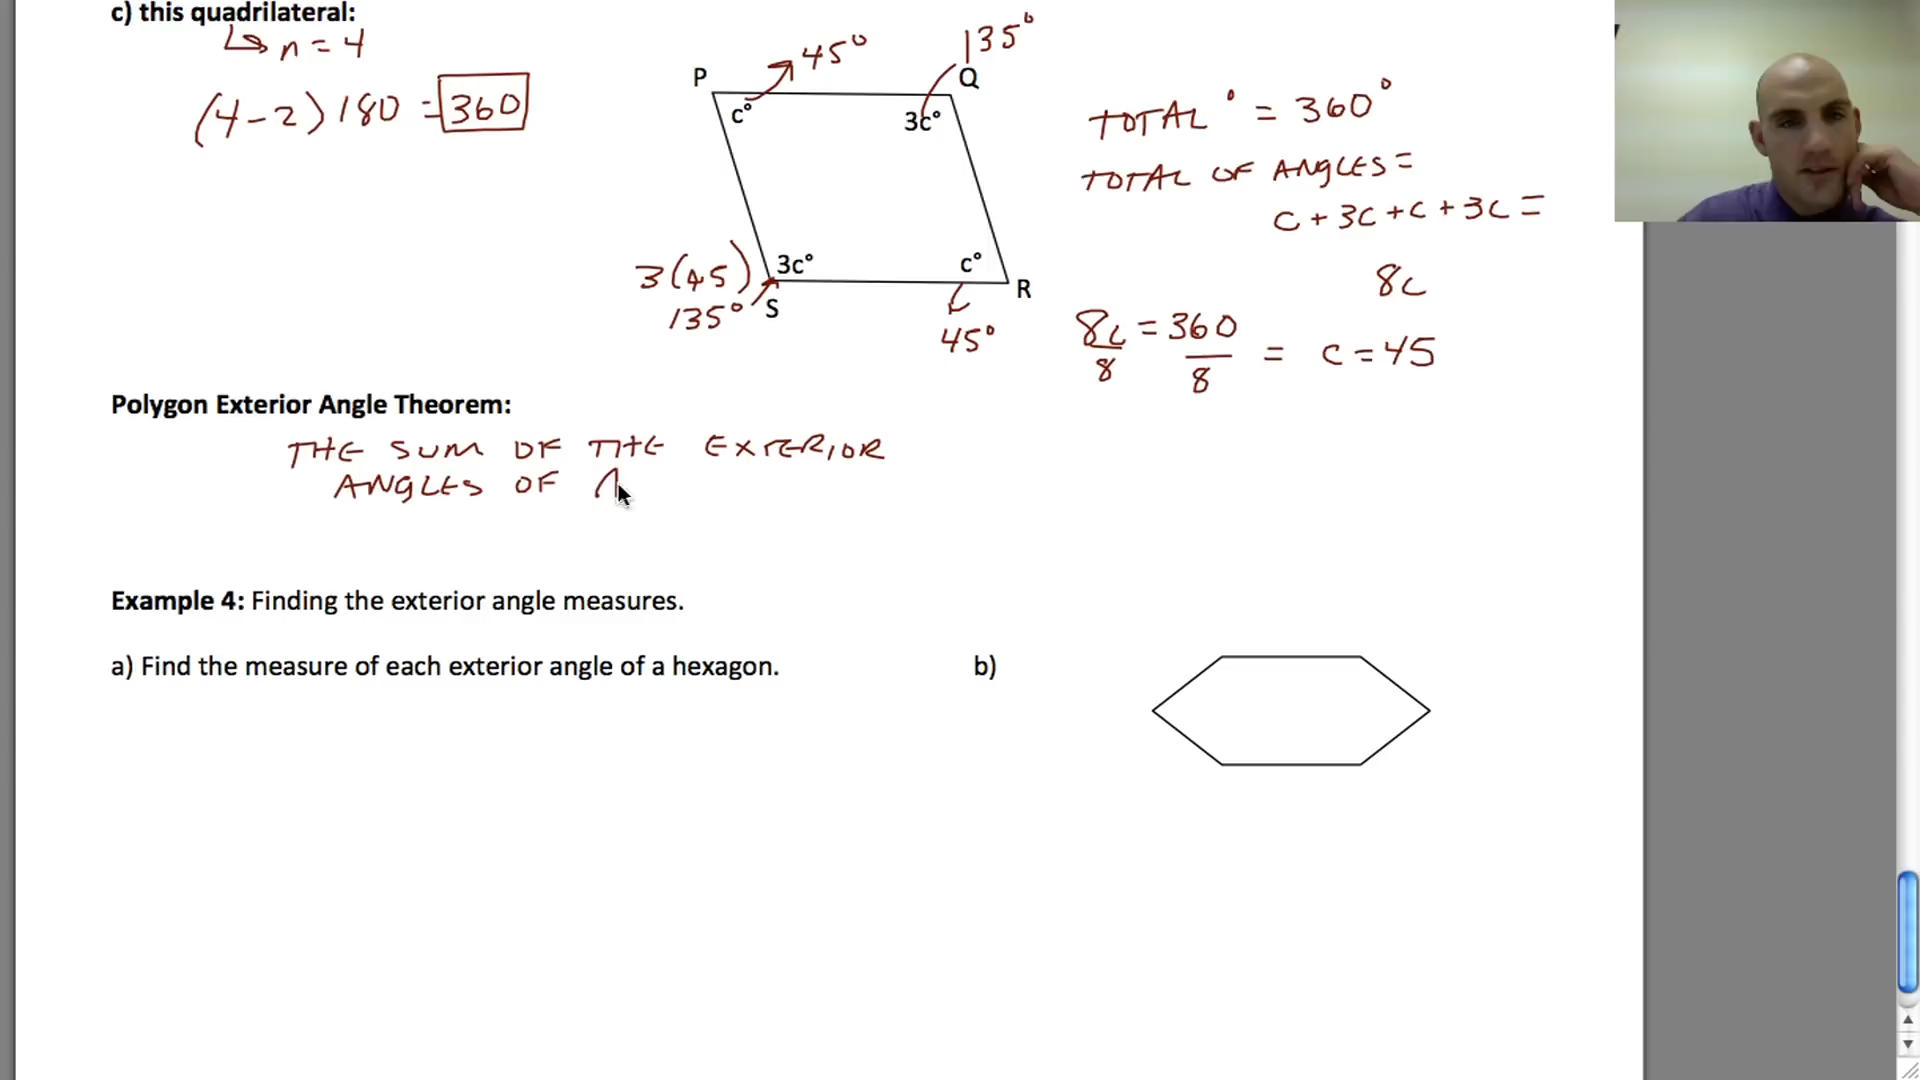 c) this quadrilateral:
n = 4
(4-2)180 = 360
P
45°
135°
Q
c°
3c°
3(45)
135°
3c°
S
c°
R
45°
TOTAL ° = 360°
TOTAL OF ANGLES =
C + 3C + C + 3C =
8C
8C = 360
8
8
= C = 45
Polygon Exterior Angle Theorem:
THE SUM OF THE EXTERIOR
ANGLES OF
Example 4: Finding the exterior angle measures.
a) Find the measure of each exterior angle of a hexagon.
b)